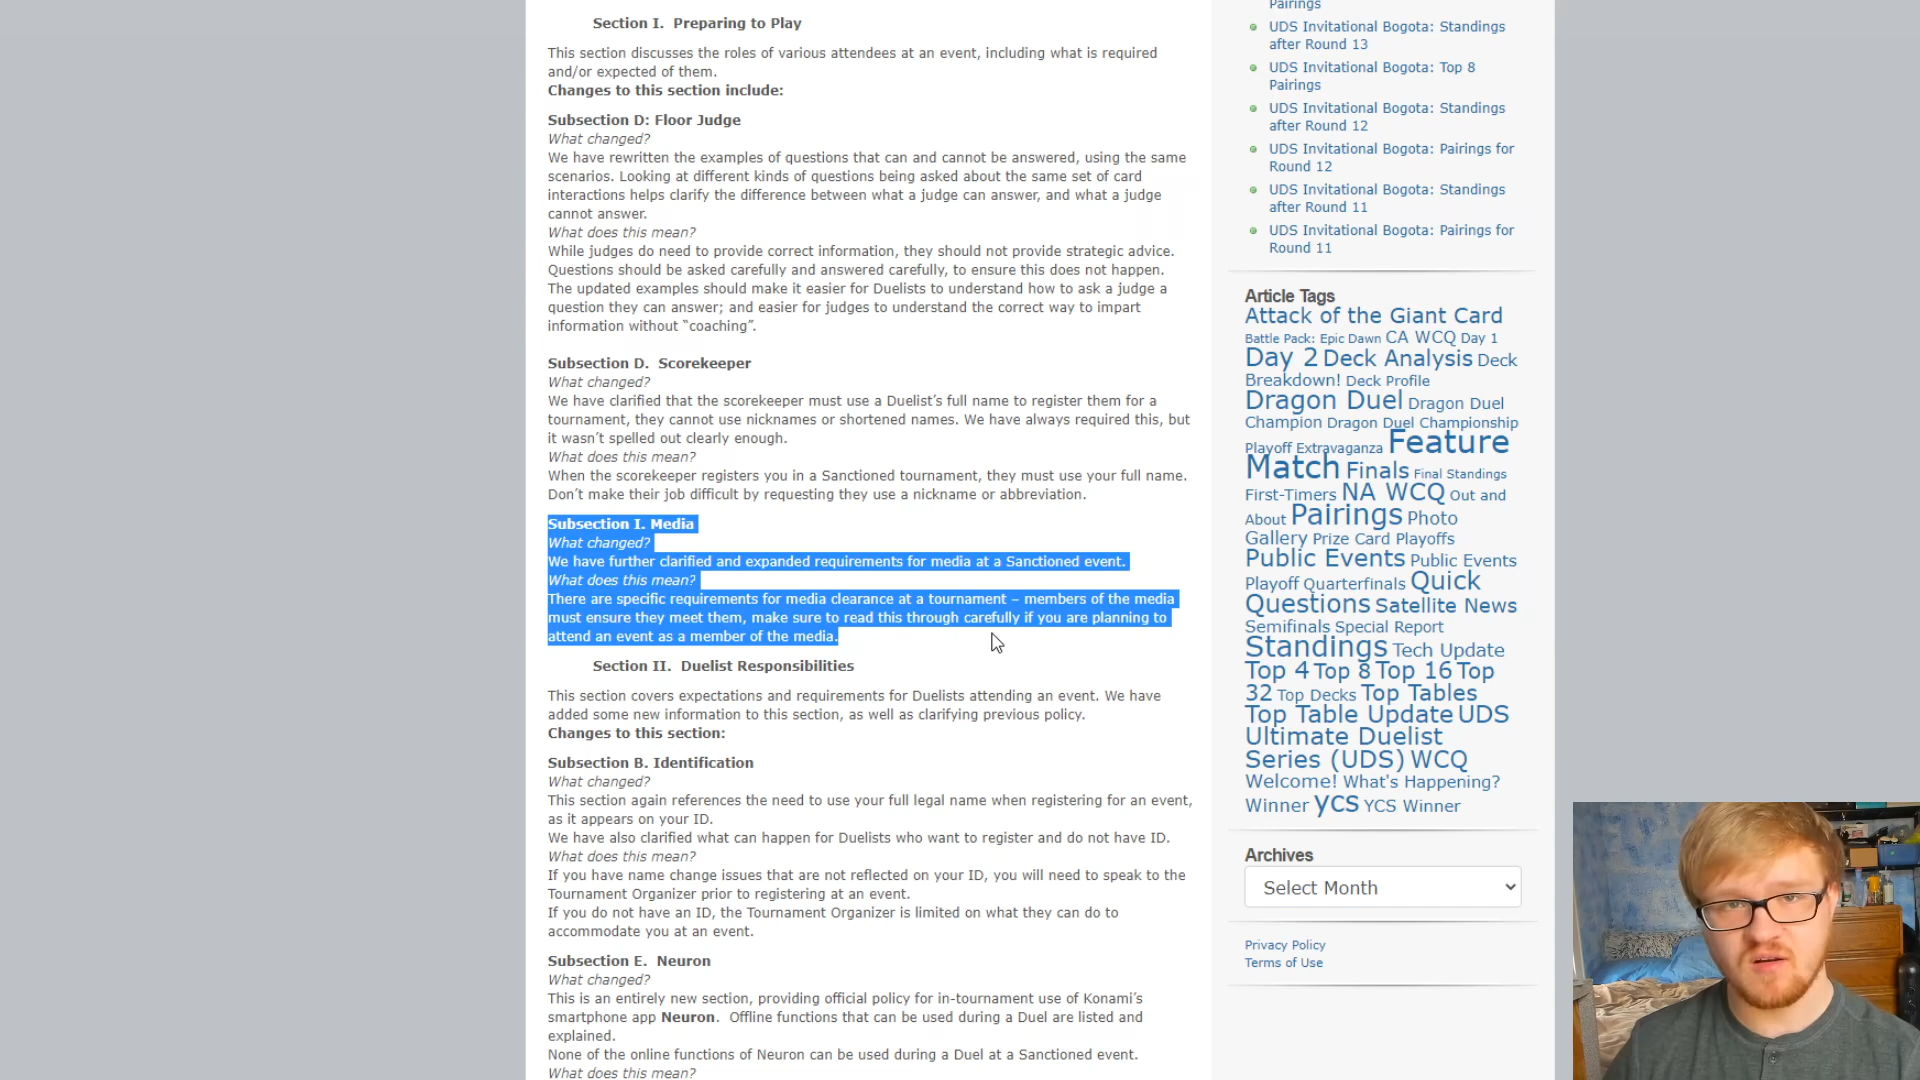 Section I.  Preparing to Play
This section discusses the roles of various attendees at an event, including what is required
and/or expected of them.
Changes to this section include:
Subsection D: Floor Judge
What changed?
We have rewritten the examples of questions that can and cannot be answered, using the same
scenarios. Looking at different kinds of questions being asked about the same set of card
interactions helps clarify the difference between what a judge can answer, and what a judge
cannot answer.
What does this mean?
While judges do need to provide correct information, they should not provide strategic advice.
Questions should be asked carefully and answered carefully, to ensure this does not happen.
The updated examples should make it easier for Duelists to understand how to ask a judge a
question they can answer; and easier for judges to understand the correct way to impart
information without “coaching”.
Subsection D.  Scorekeeper
What changed?
We have clarified that the scorekeeper must use a Duelist’s full name to register them for a
tournament, they cannot use nicknames or shortened names. We have always required this, but
it wasn’t spelled out clearly enough.
What does this mean?
When the scorekeeper registers you in a Sanctioned tournament, they must use your full name.
Don’t make their job difficult by requesting they use a nickname or abbreviation.
Subsection I. Media
What changed?
We have further clarified and expanded requirements for media at a Sanctioned event.
What does this mean?
There are specific requirements for media clearance at a tournament – members of the media
must ensure they meet them, make sure to read this through carefully if you are planning to
attend an event as a member of the media.
Section II.  Duelist Responsibilities
This section covers expectations and requirements for Duelists attending an event. We have
added some new information to this section, as well as clarifying previous policy.
Changes to this section:
Subsection B. Identification
What changed?
This section again references the need to use your full legal name when registering for an event,
as it appears on your ID.
We have also clarified what can happen for Duelists who want to register and do not have ID.
What does this mean?
If you have name change issues that are not reflected on your ID, you will need to speak to the
Tournament Organizer prior to registering at an event.
If you do not have an ID, the Tournament Organizer is limited on what they can do to
accommodate you at an event.
Subsection E.  Neuron
What changed?
This is an entirely new section, providing official policy for in-tournament use of Konami’s
smartphone app Neuron.  Offline functions that can be used during a Duel are listed and
explained.
None of the online functions of Neuron can be used during a Duel at a Sanctioned event.
What does this mean?
Pairings
UDS Invitational Bogota: Standings
after Round 13
UDS Invitational Bogota: Top 8
Pairings
UDS Invitational Bogota: Standings
after Round 12
UDS Invitational Bogota: Pairings for
Round 12
UDS Invitational Bogota: Standings
after Round 11
UDS Invitational Bogota: Pairings for
Round 11
Article Tags
Attack of the Giant Card
Battle Pack: Epic Dawn CA WCQ Day 1
Day 2 Deck Analysis Deck
Breakdown! Deck Profile
Dragon Duel Dragon Duel
Champion Dragon Duel Championship
Playoff Extravaganza Feature
Match Finals Final Standings
First-Timers NA WCQ Out and
About Pairings Photo
Gallery Prize Card Playoffs
Public Events Public Events
Playoff Quarterfinals Quick
Questions Satellite News
Semifinals Special Report
Standings Tech Update
Top 4 Top 8 Top 16 Top
32 Top Decks Top Tables
Top Table Update UDS
Ultimate Duelist
Series (UDS) WCQ
Welcome! What's Happening?
Winner ycs YCS Winner
Archives
Select Month
Privacy Policy
Terms of Use